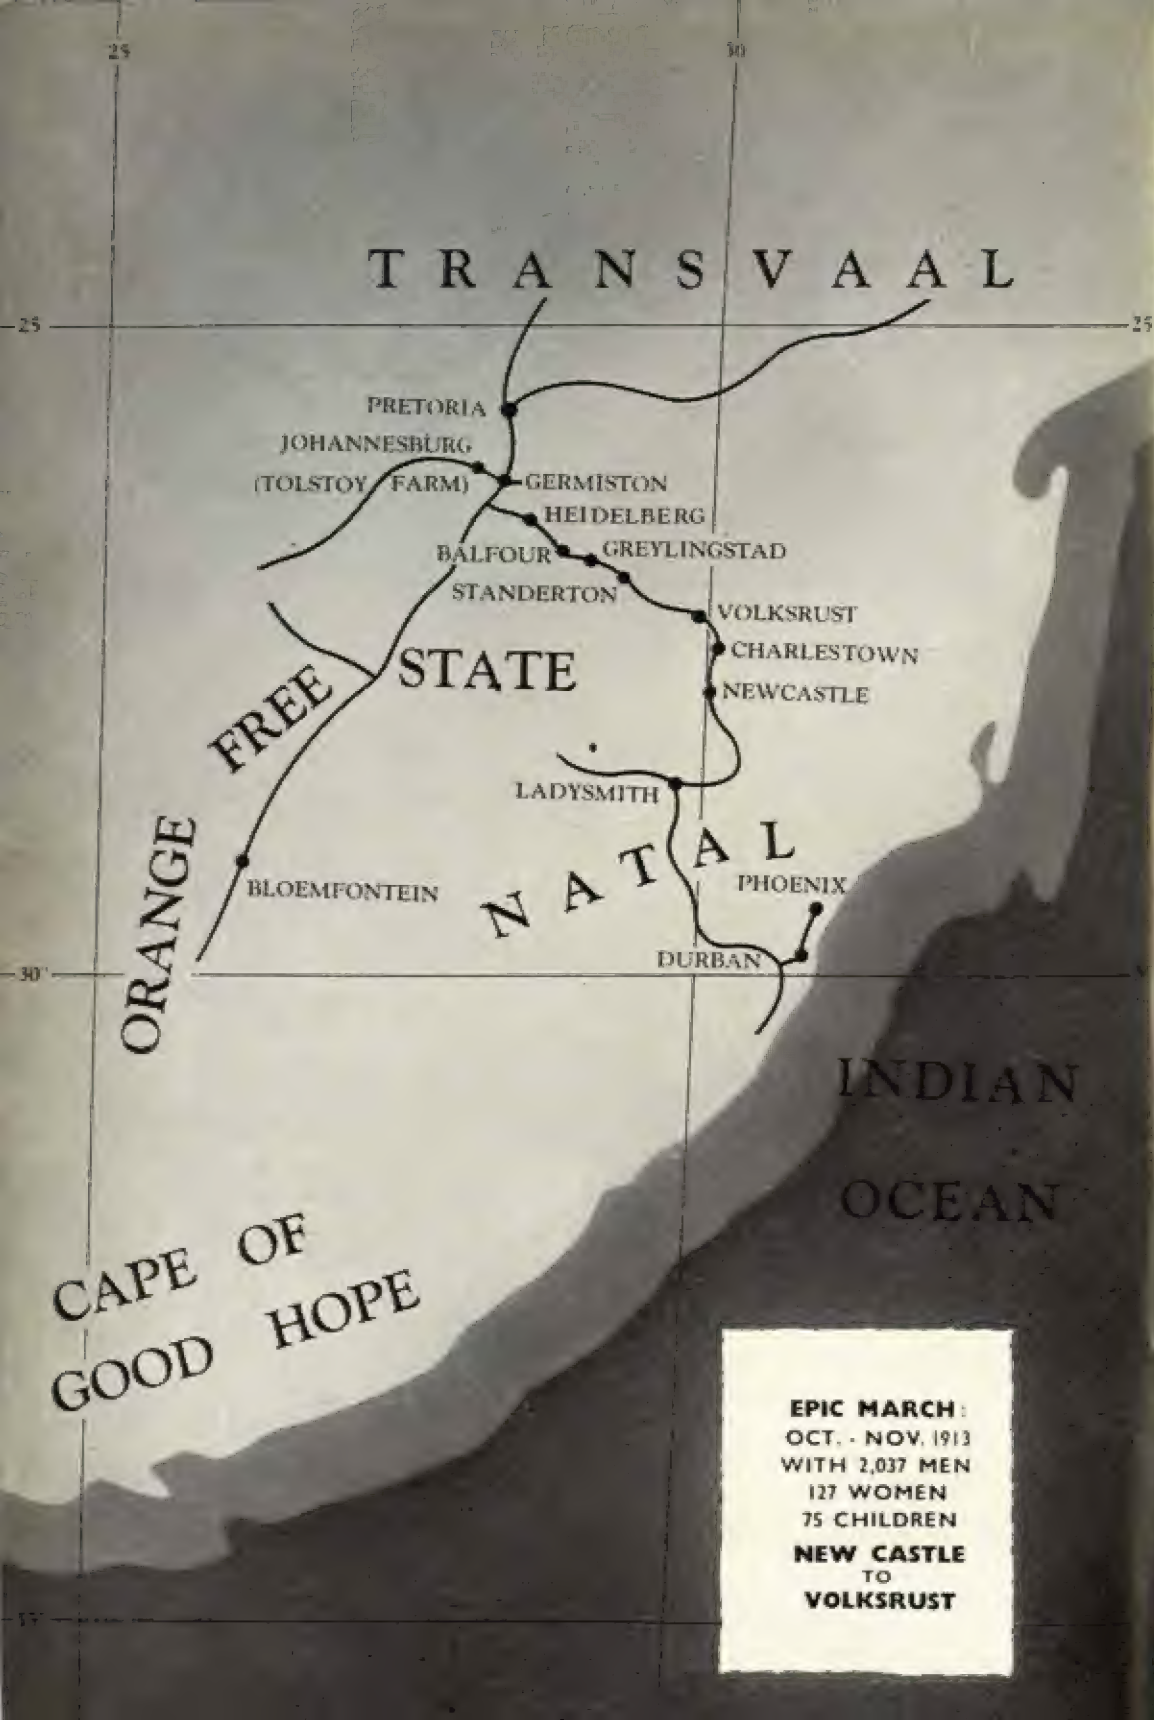 25 30
TRANSVAAL
25 25
PRETORIA
JOHANNESBURG
(TOLSTOY FARM) GERMISTON
HEIDELBERG
BALFOUR GREYLINGSTAD
STANDERTON
VOLKSRUST
CHARLESTOWN
NEWCASTLE
ORANGE FREE STATE
LADYSMITH
NATAL
PHOENIX
BLOEMFONTEIN
DURBAN
30°
INDIAN
OCEAN
CAPE OF
GOOD HOPE
EPIC MARCH:
OCT. - NOV. 1913
WITH 2,037 MEN
127 WOMEN
75 CHILDREN
NEW CASTLE
TO
VOLKSRUST